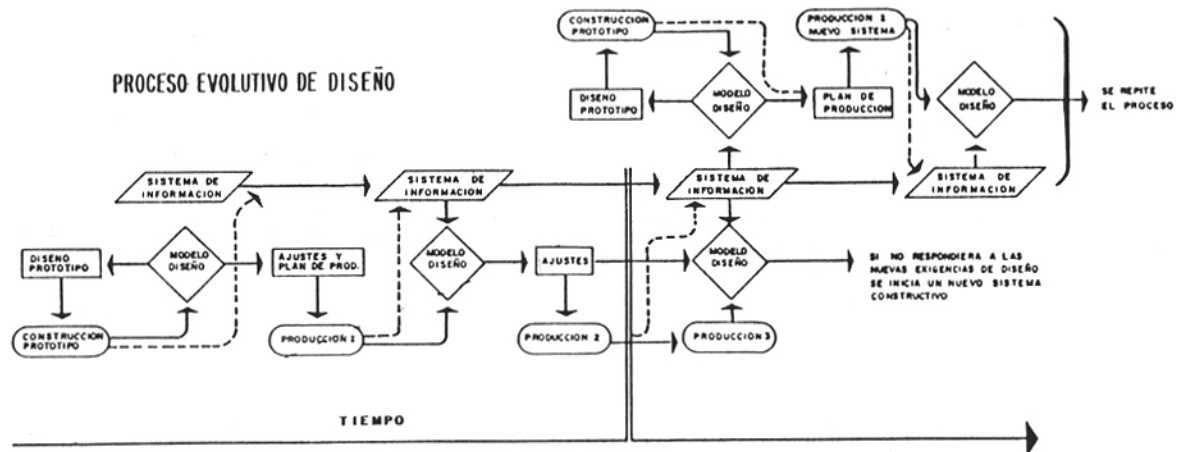 CONSTRUCCION
PROTOTIPO
PRODUCCION I
NUEVO SISTEMA
PROCESO EVOLUTIVO DE DISEÑO
DISEÑO
PROTOTIPO
MODELO
DISEÑO
PLAN DE
PRODUCCION
MODELO
DISEÑO
SE REPITE
EL PROCESO
SISTEMA DE
INFORMACION
SISTEMA DE
INFORMACION
SISTEMA DE
INFORMACION
SISTEMA DE
INFORMACION
DISEÑO
PROTOTIPO
MODELO
DISEÑO
AJUSTES Y
PLAN DE PROD.
MODELO
DISEÑO
AJUSTES
MODELO
DISEÑO
SI NO RESPONDIERA A LAS
NUEVAS EXIGENCIAS DE DISEÑO
SE INICIA UN NUEVO SISTEMA
CONSTRUCTIVO
CONSTRUCCION
PROTOTIPO
PRODUCCION I
PRODUCCION 2
PRODUCCION 3
TIEMPO